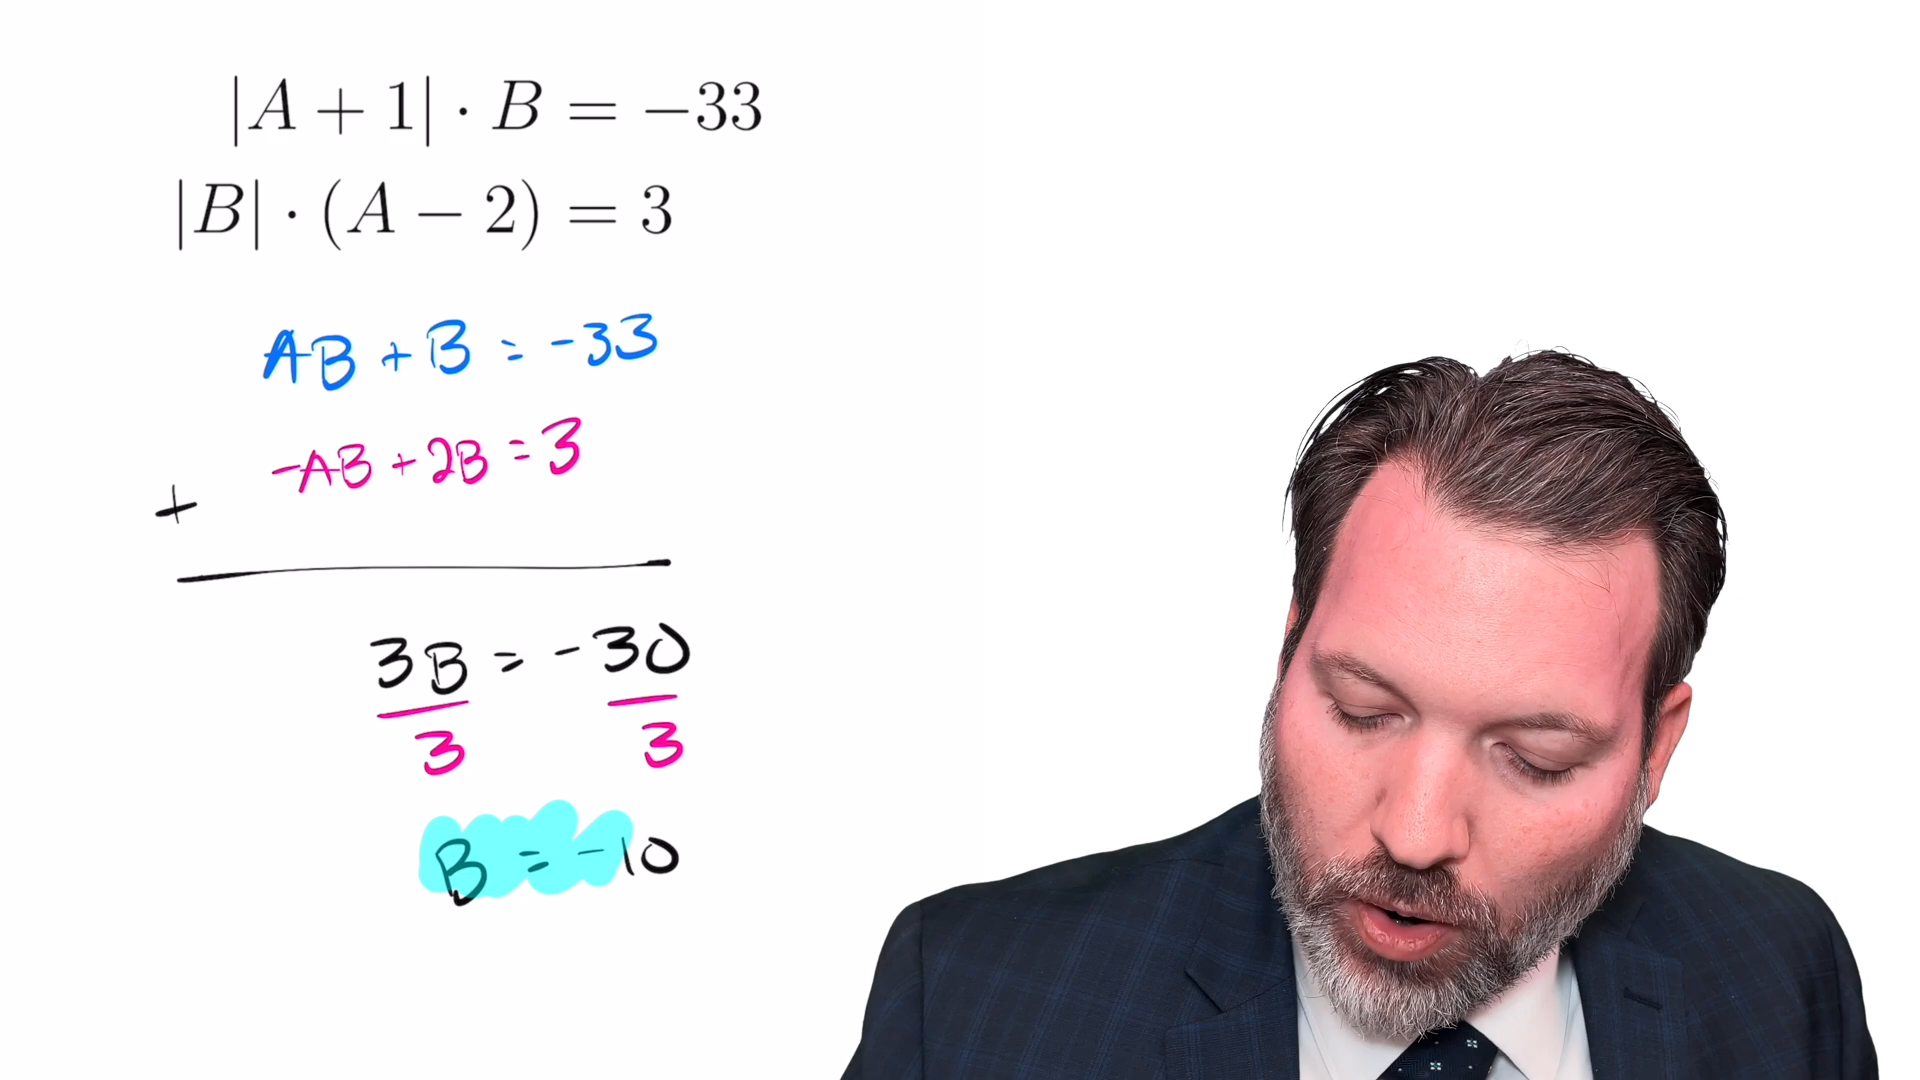 |A + 1| · B = −33
|B| · (A − 2) = 3
AB + B = -33
-AB + 2B = 3
+
3B = -30
3 3
B = -10